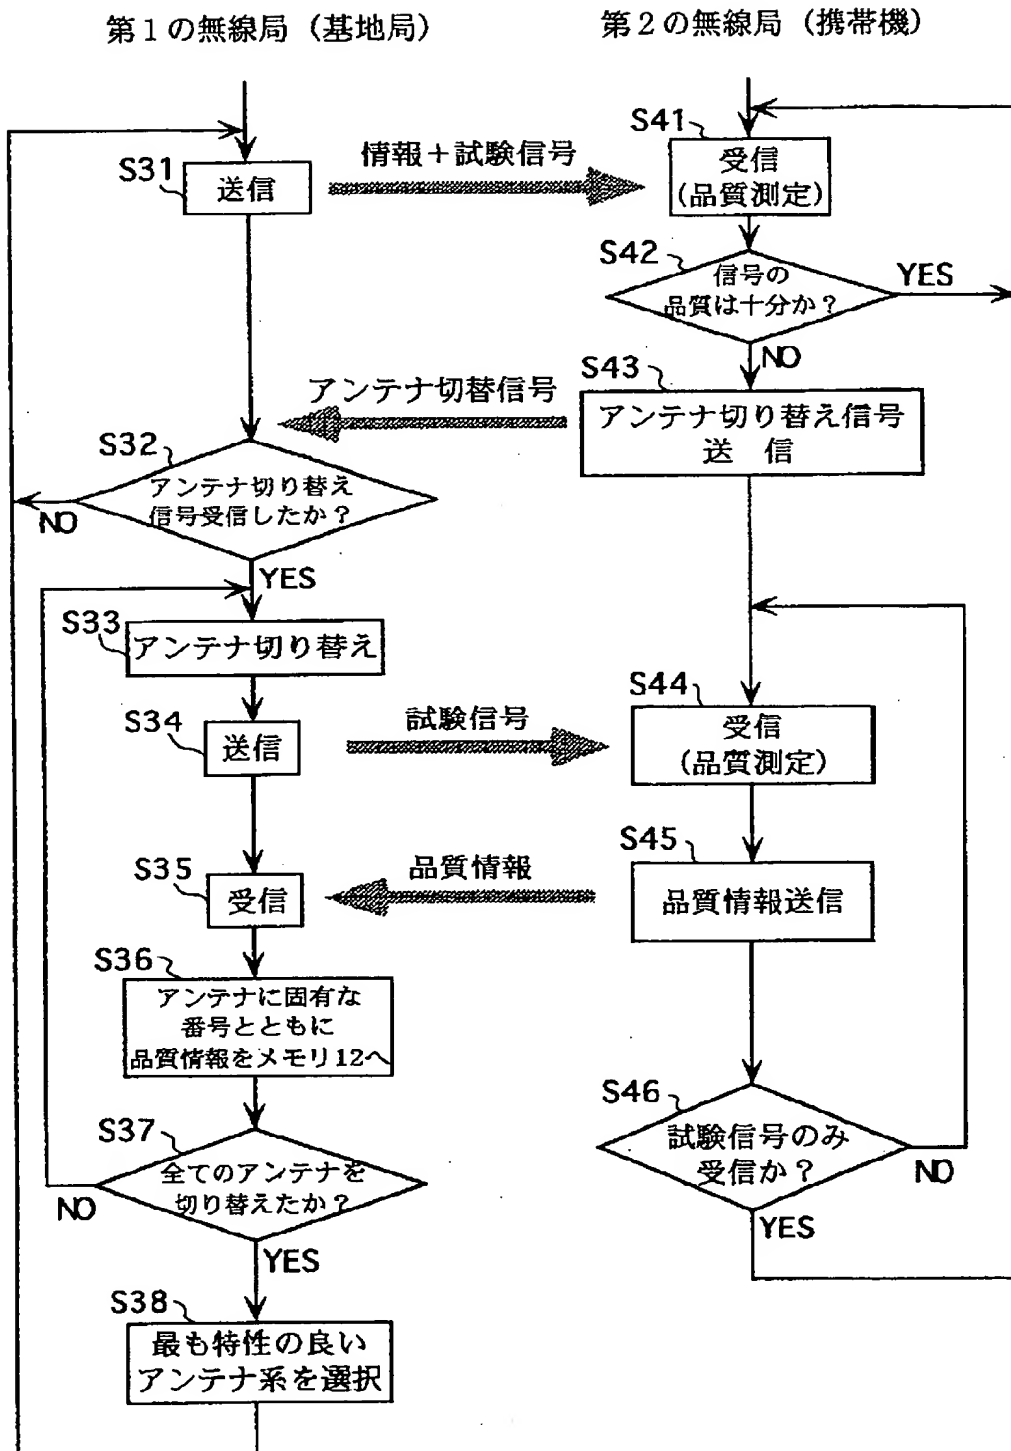 第1の無線局（基地局）
第2の無線局（携帯機）
S31
送信
情報＋試験信号
S41
受信
(品質測定)
S42
信号の
品質は十分か？
YES
NO
S43
アンテナ切り替え信号
送 信
アンテナ切替信号
S32
アンテナ切り替え
信号受信したか？
NO
YES
S33
アンテナ切り替え
S34
送信
試験信号
S44
受信
(品質測定)
S45
品質情報送信
品質情報
S35
受信
S36
アンテナに固有な
番号とともに
品質情報をメモリ12へ
S46
試験信号のみ
受信か？
NO
YES
S37
全てのアンテナを
切り替えたか？
NO
YES
S38
最も特性の良い
アンテナ系を選択